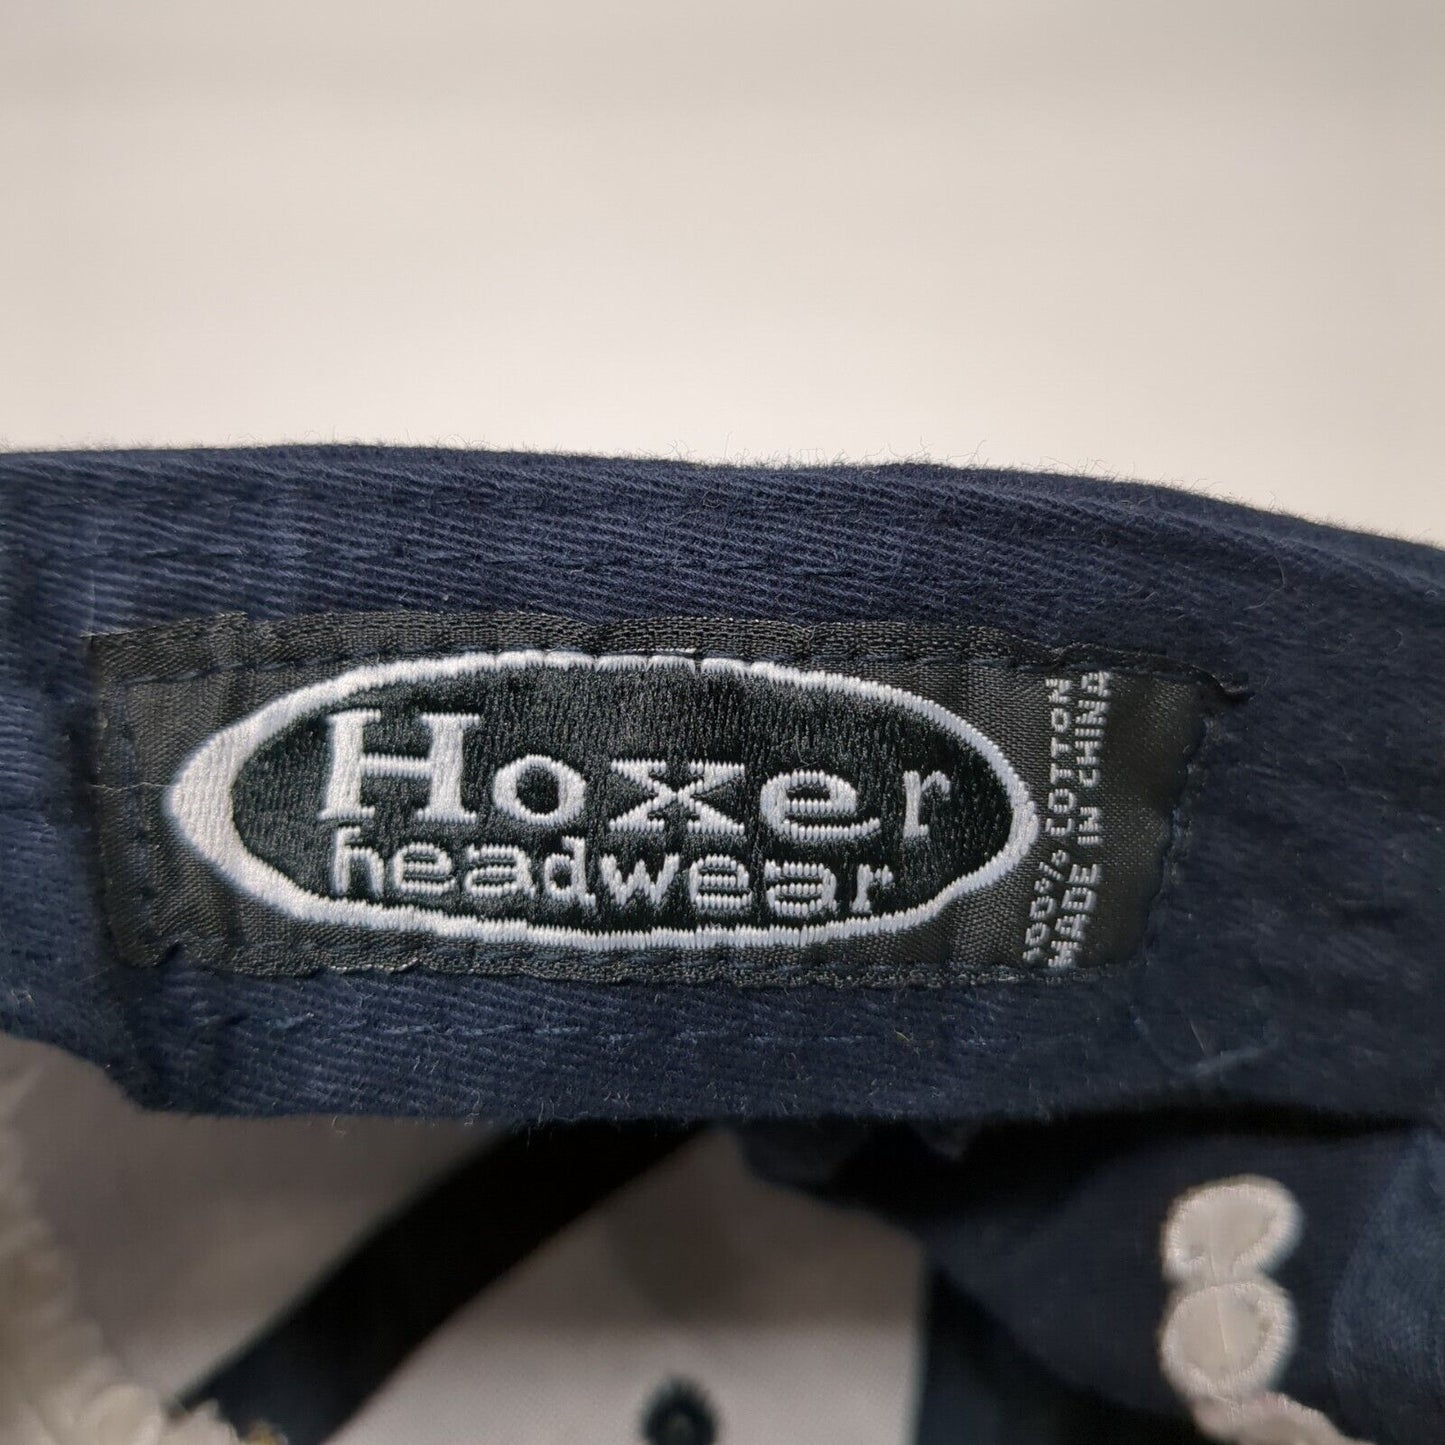 Hoxer
headwear
100% COTTON
MADE IN CHINA